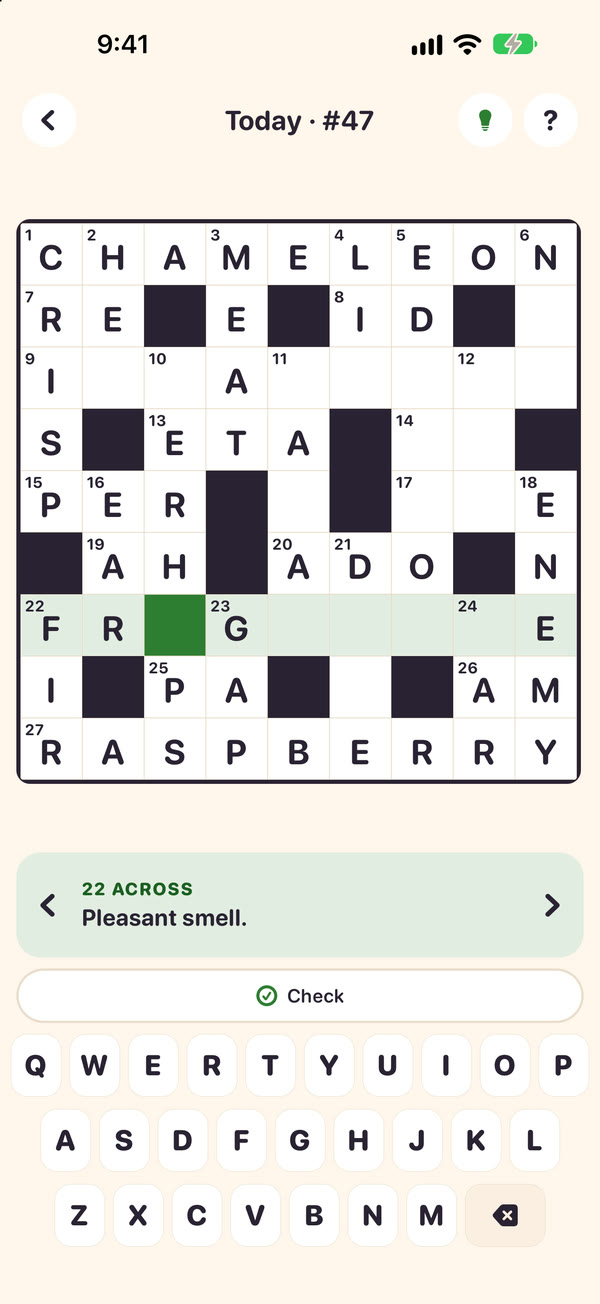 9:41
Today · #47
?
1 C 2 H A 3 M E 4 L 5 E O 6 N
7 R E E 8 I D
9 I 10 A 11 12
S 13 E T A 14
15 P 16 E R 17 18 E
19 A H 20 A 21 D O N
22 F R 23 G 24 E
I 25 P A 26 A M
27 R A S P B E R R Y
22 ACROSS
Pleasant smell.
Check
Q W E R T Y U I O P
A S D F G H J K L
Z X C V B N M